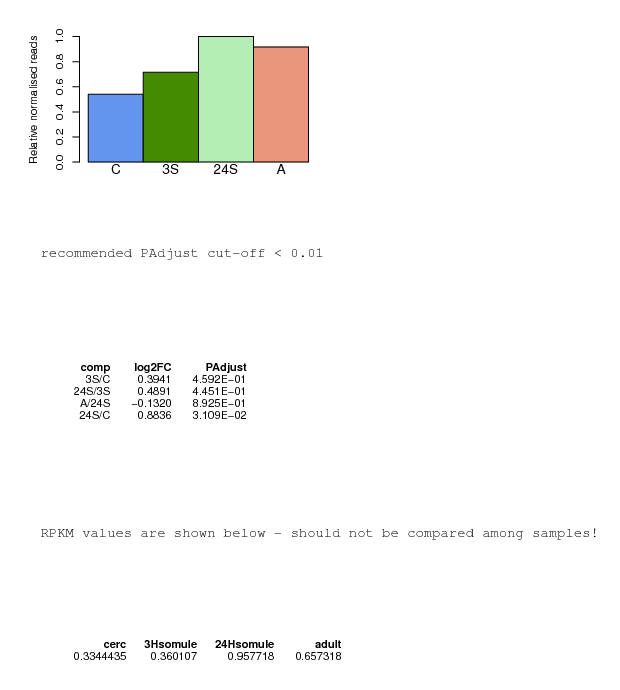 Relative normalised reads
1.0
0.8
0.6
0.4
0.2
0.0
C 3S 24S A
recommended PAdjust cut-off < 0.01
comp log2FC PAdjust
3S/C 0.3941 4.592E-01
24S/3S 0.4891 4.451E-01
A/24S -0.1320 8.925E-01
24S/C 0.8836 3.109E-02
RPKM values are shown below - should not be compared among samples!
cerc 3Hsomule 24Hsomule adult
0.3344435 0.360107 0.957718 0.657318